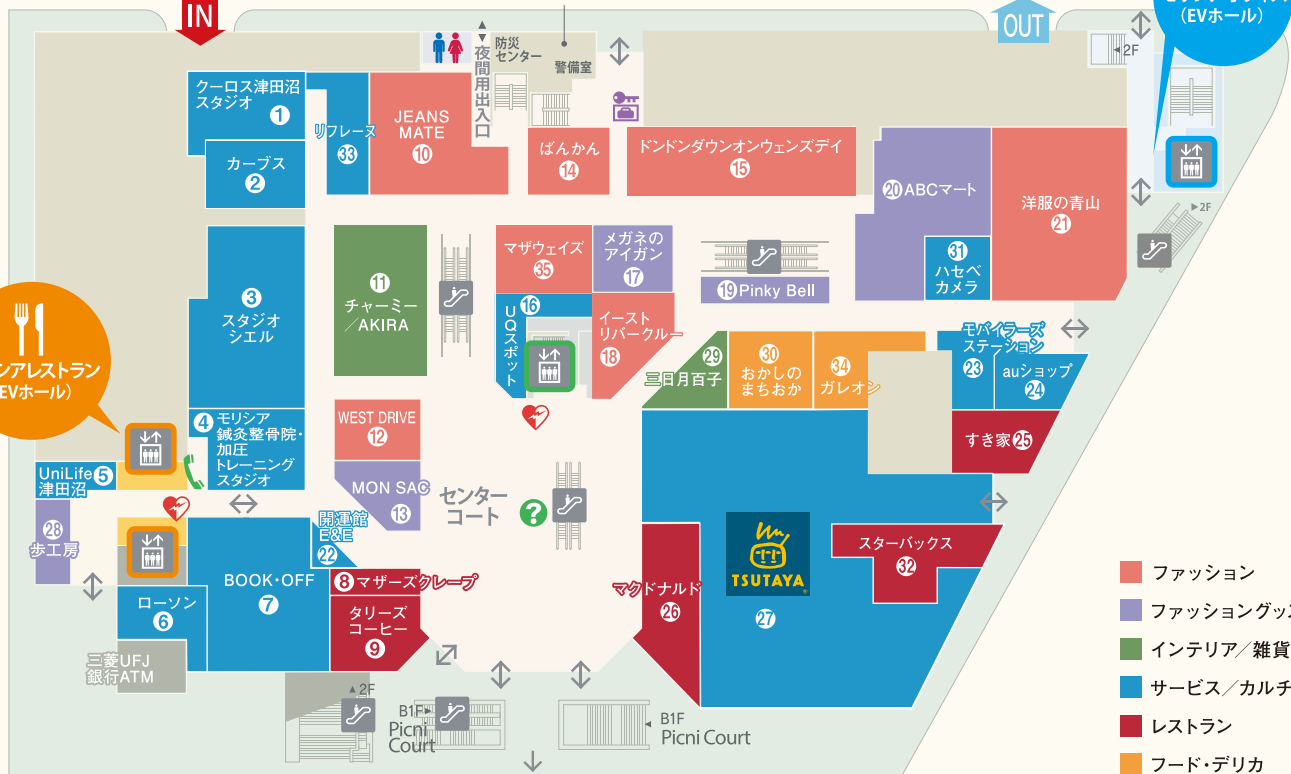 IN
OUT
(EVホール)
2F
防災
センター
警備室
夜間用出入口
クーロス津田沼
スタジオ
1
リフレーヌ
33
JEANS
MATE
10
ばんかん
14
ドンドンダウンオンウェンズデイ
15
カーブス
2
20 ABCマート
洋服の青山
21
2F
31
ハセベ
カメラ
3
スタジオ
シエル
11
チャーミー
/AKIRA
マザウェイズ
35
メガネの
アイガン
17
19 Pinky Bell
16
UQスポット
イースト
リバークルー
18
29
三日月百子
30
おかしの
まちおか
34
ガレオン
モバイラーズ
ステーション
23
auショップ
24
ンアレストラン
EVホール)
4 モリシア
鍼灸整骨院・
加圧
トレーニング
スタジオ
WEST DRIVE
12
すき家 25
UniLife 5
津田沼
MON SAC
13
センター
コート
?
28
歩工房
開運館
E&E
22
TSUTAYA
27
スターバックス
32
BOOK・OFF
7
8 マザーズクレープ
マクドナルド
26
ローソン
6
タリーズ
コーヒー
9
三菱UFJ
銀行ATM
2F
B1F
Picni
Court
B1F
Picni Court
ファッション
ファッショングッズ
インテリア/雑貨
サービス/カルチ
レストラン
フード・デリカ